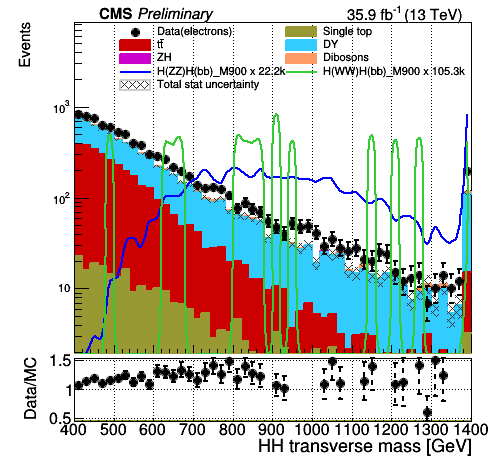 CMS Preliminary 35.9 fb⁻¹ (13 TeV)
Data(electrons) Single top
tt̄ DY
ZH Dibosons
H(ZZ)H(bb)_M900 x 22.2k H(WW)H(bb)_M900 x 105.3k
Total stat uncertainty
Events
10³
10²
10
Data/MC
1.5
1
0.5
400 500 600 700 800 900 1000 1100 1200 1300 1400
HH transverse mass [GeV]